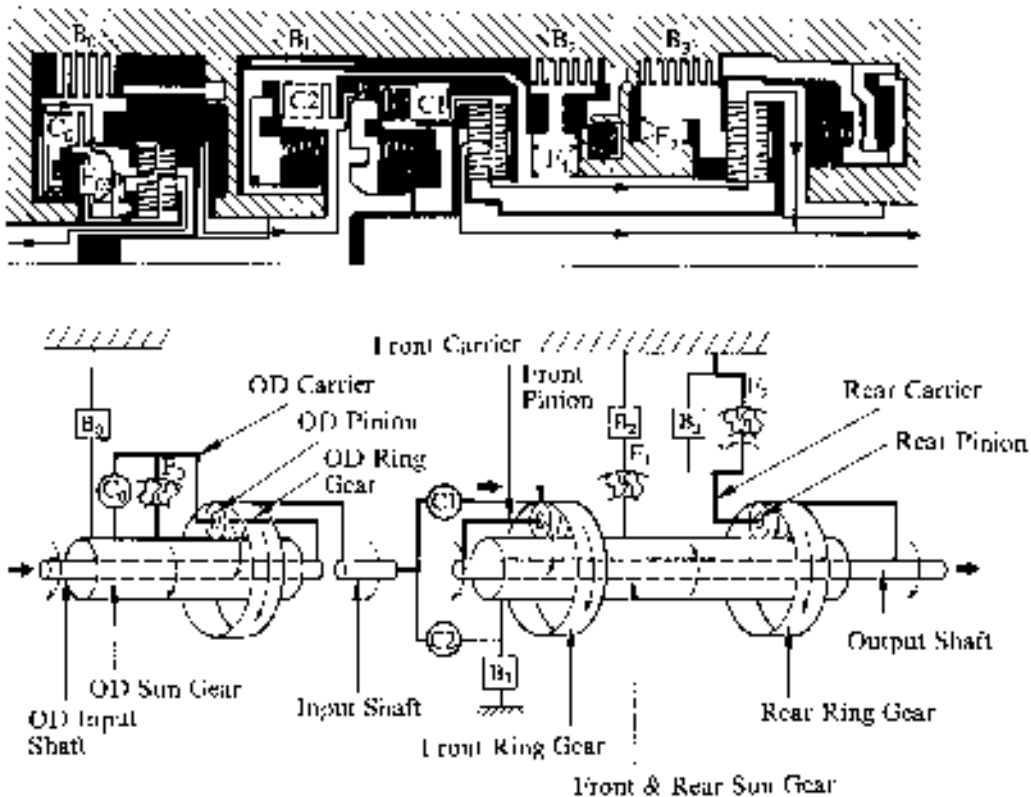 B0
B1
B2
B3
C2
C1
F1
F2
Front Carrier
OD Carrier
Front
Pinion
F2
Rear Carrier
OD Pinion
B0
B2
B3
Rear Pinion
OD Ring
Gear
F0
F1
C0
C1
C2
B1
Output Shaft
OD Sun Gear
Input Shaft
OD Input
Shaft
Front Ring Gear
Rear Ring Gear
Front & Rear Sun Gear